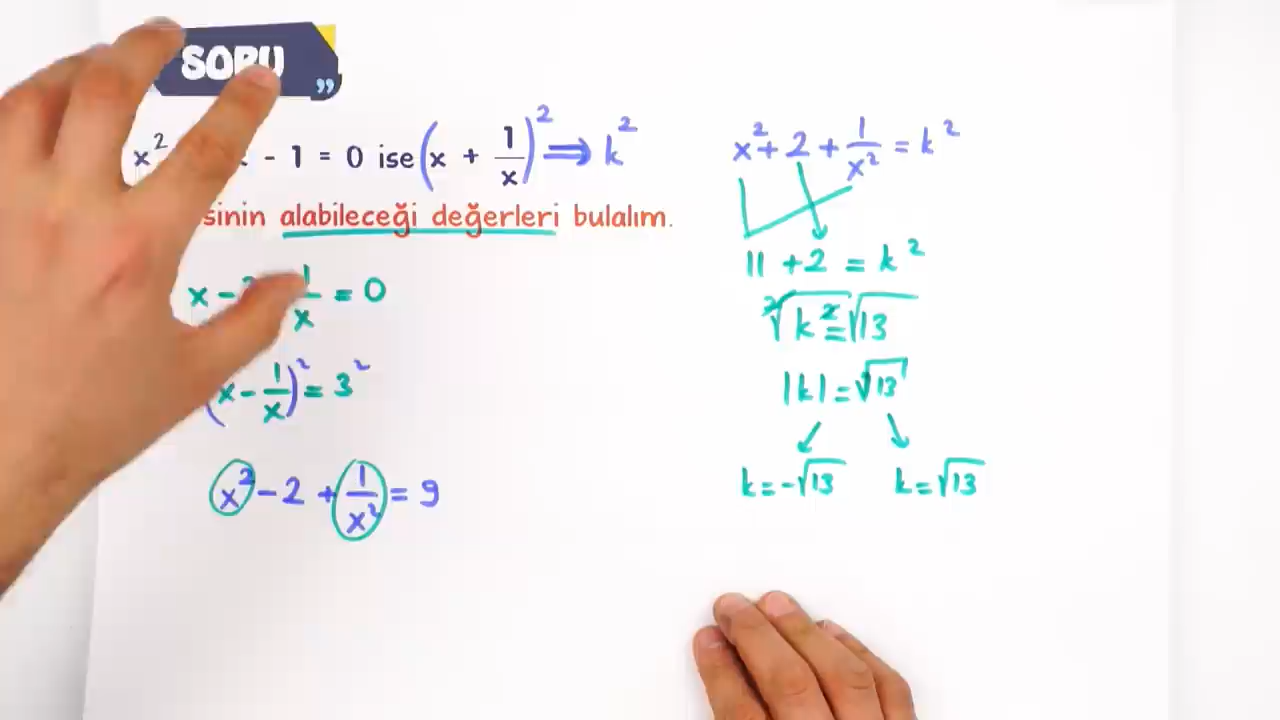 SORU
”
x² - 1 = 0 ise (x + 1/x)² ⟹ k²
alabileceği değerleri bulalım.
x - 1/x = 0
(x - 1/x)² = 3²
x² - 2 + 1/x² = 9
x² + 2 + 1/x² = k²
11 + 2 = k²
²√k² = √13
|k| = √13
k = -√13 k = √13